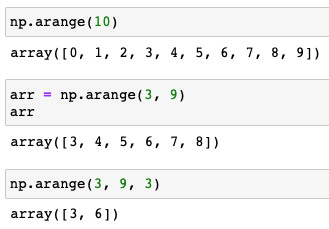 np.arange(10)
array([0, 1, 2, 3, 4, 5, 6, 7, 8, 9])
arr = np.arange(3, 9)
arr
array([3, 4, 5, 6, 7, 8])
np.arange(3, 9, 3)
array([3, 6])